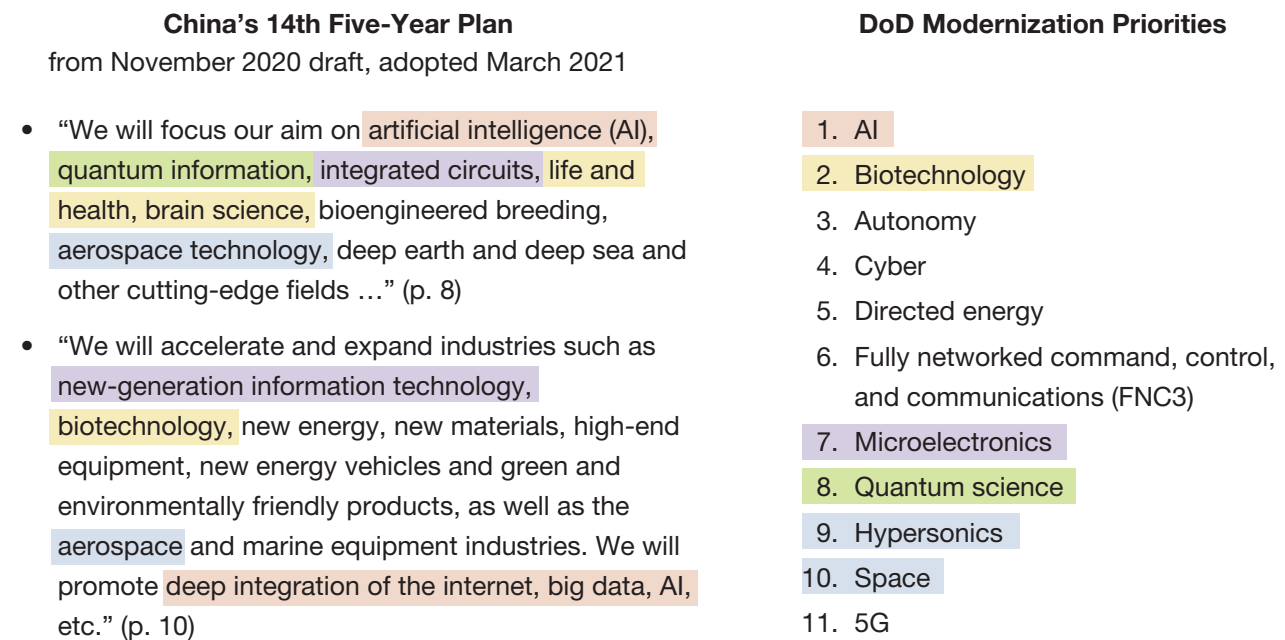 China’s 14th Five-Year Plan
from November 2020 draft, adopted March 2021
• “We will focus our aim on artificial intelligence (AI),
quantum information, integrated circuits, life and
health, brain science, bioengineered breeding,
aerospace technology, deep earth and deep sea and
other cutting-edge fields …” (p. 8)
• “We will accelerate and expand industries such as
new-generation information technology,
biotechnology, new energy, new materials, high-end
equipment, new energy vehicles and green and
environmentally friendly products, as well as the
aerospace and marine equipment industries. We will
promote deep integration of the internet, big data, AI,
etc.” (p. 10)
DoD Modernization Priorities
1. AI
2. Biotechnology
3. Autonomy
4. Cyber
5. Directed energy
6. Fully networked command, control,
and communications (FNC3)
7. Microelectronics
8. Quantum science
9. Hypersonics
10. Space
11. 5G